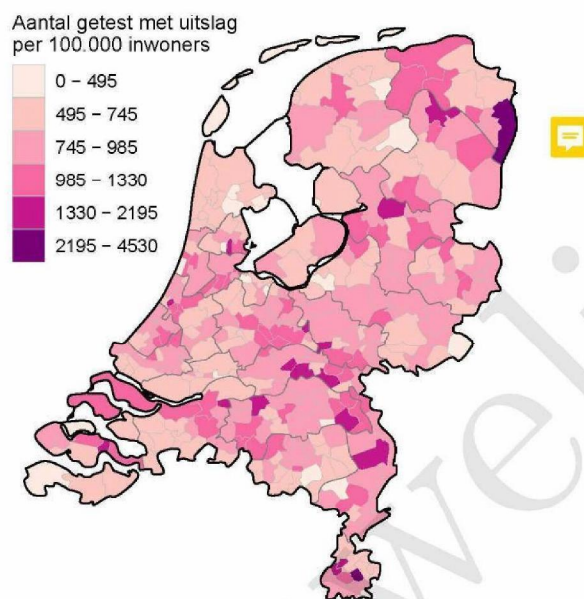 Aantal getest met uitslag
per 100.000 inwoners
0 – 495
495 – 745
745 – 985
985 – 1330
1330 – 2195
2195 – 4530